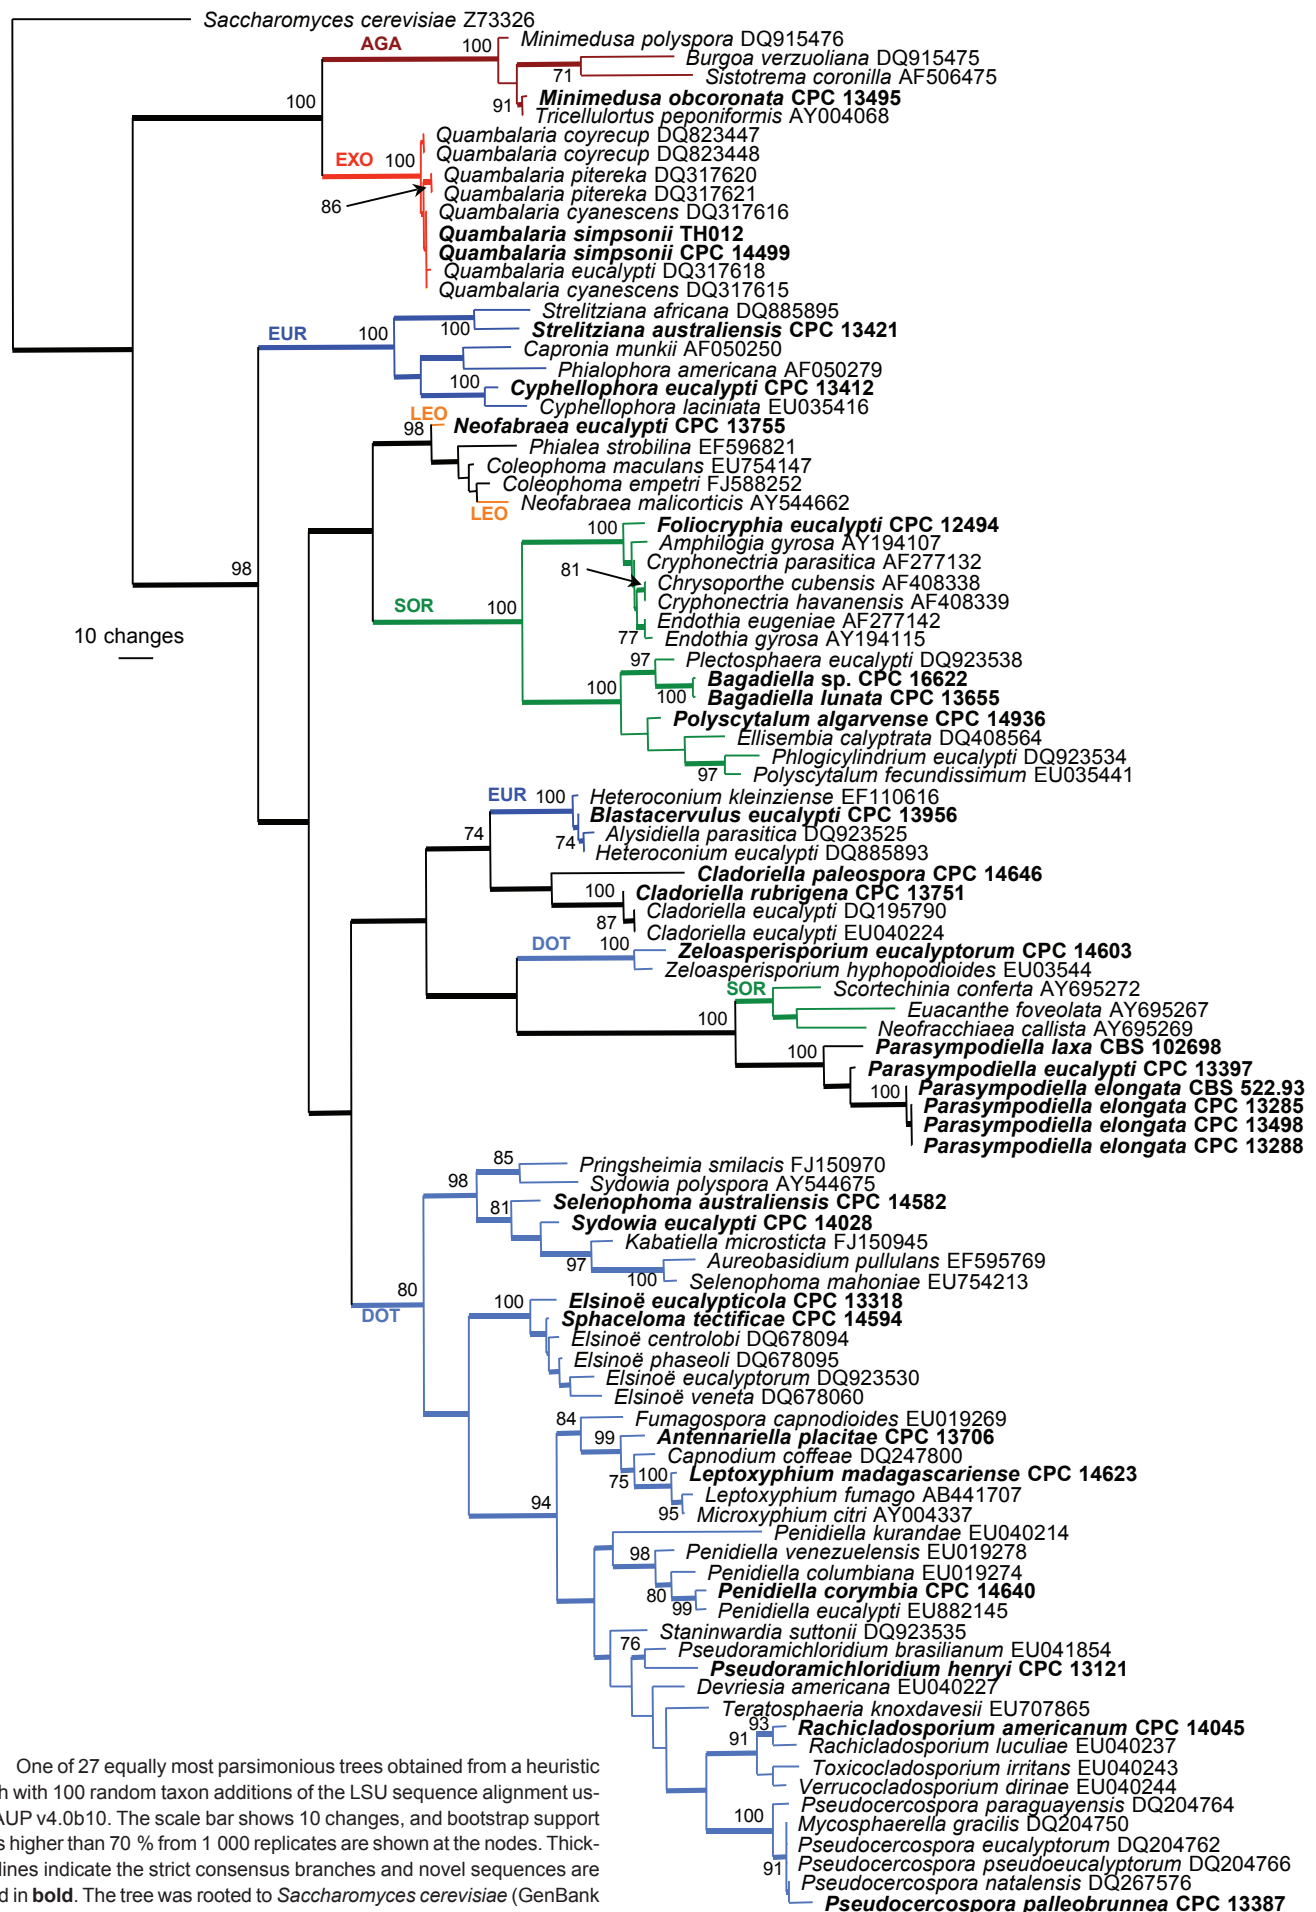 Saccharomyces cerevisiae Z73326
AGA
100
Minimedusa polyspora DQ915476
Burgoa verzuoliana DQ915475
71
Sistotrema coronilla AF506475
100
91
Minimedusa obcoronata CPC 13495
Tricellulortus peponiformis AY004068
Quambalaria coyrecup DQ823447
EXO
100
Quambalaria coyrecup DQ823448
Quambalaria pitereka DQ317620
Quambalaria pitereka DQ317621
86
Quambalaria cyanescens DQ317616
Quambalaria simpsonii TH012
Quambalaria simpsonii CPC 14499
Quambalaria eucalypti DQ317618
Quambalaria cyanescens DQ317615
Strelitziana africana DQ885895
EUR
100
100
Strelitziana australiensis CPC 13421
Capronia munkii AF050250
Phialophora americana AF050279
100
Cyphellophora eucalypti CPC 13412
Cyphellophora laciniata EU035416
LEO
98
Neofabraea eucalypti CPC 13755
Phialea strobilina EF596821
Coleophoma maculans EU754147
Coleophoma empetri FJ588252
Neofabraea malicorticis AY544662
LEO
100
Foliocryphia eucalypti CPC 12494
Amphilogia gyrosa AY194107
Cryphonectria parasitica AF277132
98
81
Chrysoporthe cubensis AF408338
SOR
100
Cryphonectria havanensis AF408339
Endothia eugeniae AF277142
10 changes
77
Endothia gyrosa AY194115
97
Plectosphaera eucalypti DQ923538
Bagadiella sp. CPC 16622
100
100
Bagadiella lunata CPC 13655
Polyscytalum algarvense CPC 14936
Ellisembia calyptrata DQ408564
Phlogicylindrium eucalypti DQ923534
97
Polyscytalum fecundissimum EU035441
EUR
100
Heteroconium kleinziense EF110616
Blastacervulus eucalypti CPC 13956
74
74
Alysidiella parasitica DQ923525
Heteroconium eucalypti DQ885893
Cladoriella paleospora CPC 14646
100
Cladoriella rubrigena CPC 13751
87
Cladoriella eucalypti DQ195790
Cladoriella eucalypti EU040224
DOT
100
Zeloasperisporium eucalyptorum CPC 14603
Zeloasperisporium hyphopodioides EU03544
SOR
Scortechinia conferta AY695272
Euacanthe foveolata AY695267
100
Neofracchiaea callista AY695269
100
Parasympodiella laxa CBS 102698
Parasympodiella eucalypti CPC 13397
100
Parasympodiella elongata CBS 522.93
Parasympodiella elongata CPC 13285
Parasympodiella elongata CPC 13498
Parasympodiella elongata CPC 13288
85
Pringsheimia smilacis FJ150970
98
Sydowia polyspora AY544675
81
Selenophoma australiensis CPC 14582
Sydowia eucalypti CPC 14028
Kabatiella microsticta FJ150945
97
Aureobasidium pullulans EF595769
100
Selenophoma mahoniae EU754213
80
DOT
100
Elsinoë eucalypticola CPC 13318
Sphaceloma tectificae CPC 14594
Elsinoë centrolobi DQ678094
Elsinoë phaseoli DQ678095
Elsinoë eucalyptorum DQ923530
Elsinoë veneta DQ678060
84
Fumagospora capnodioides EU019269
99
Antennariella placitae CPC 13706
Capnodium coffeae DQ247800
75
100
Leptoxyphium madagascariense CPC 14623
94
Leptoxyphium fumago AB441707
95
Microxyphium citri AY004337
Penidiella kurandae EU040214
98
Penidiella venezuelensis EU019278
Penidiella columbiana EU019274
80
Penidiella corymbia CPC 14640
99
Penidiella eucalypti EU882145
Staninwardia suttonii DQ923535
76
Pseudoramichloridium brasilianum EU041854
Pseudoramichloridium henryi CPC 13121
Devriesia americana EU040227
Teratosphaeria knoxdavesii EU707865
93
Rachicladosporium americanum CPC 14045
91
Rachicladosporium luculiae EU040237
Toxicocladosporium irritans EU040243
Verrucocladosporium dirinae EU040244
100
Pseudocercospora paraguayensis DQ204764
Mycosphaerella gracilis DQ204750
Pseudocercospora eucalyptorum DQ204762
91
Pseudocercospora pseudoeucalyptorum DQ204766
Pseudocercospora natalensis DQ267576
Pseudocercospora palleobrunnea CPC 13387
One of 27 equally most parsimonious trees obtained from a heuristic
h with 100 random taxon additions of the LSU sequence alignment us-
AUP v4.0b10. The scale bar shows 10 changes, and bootstrap support
s higher than 70 % from 1 000 replicates are shown at the nodes. Thick-
lines indicate the strict consensus branches and novel sequences are
d in bold. The tree was rooted to Saccharomyces cerevisiae (GenBank